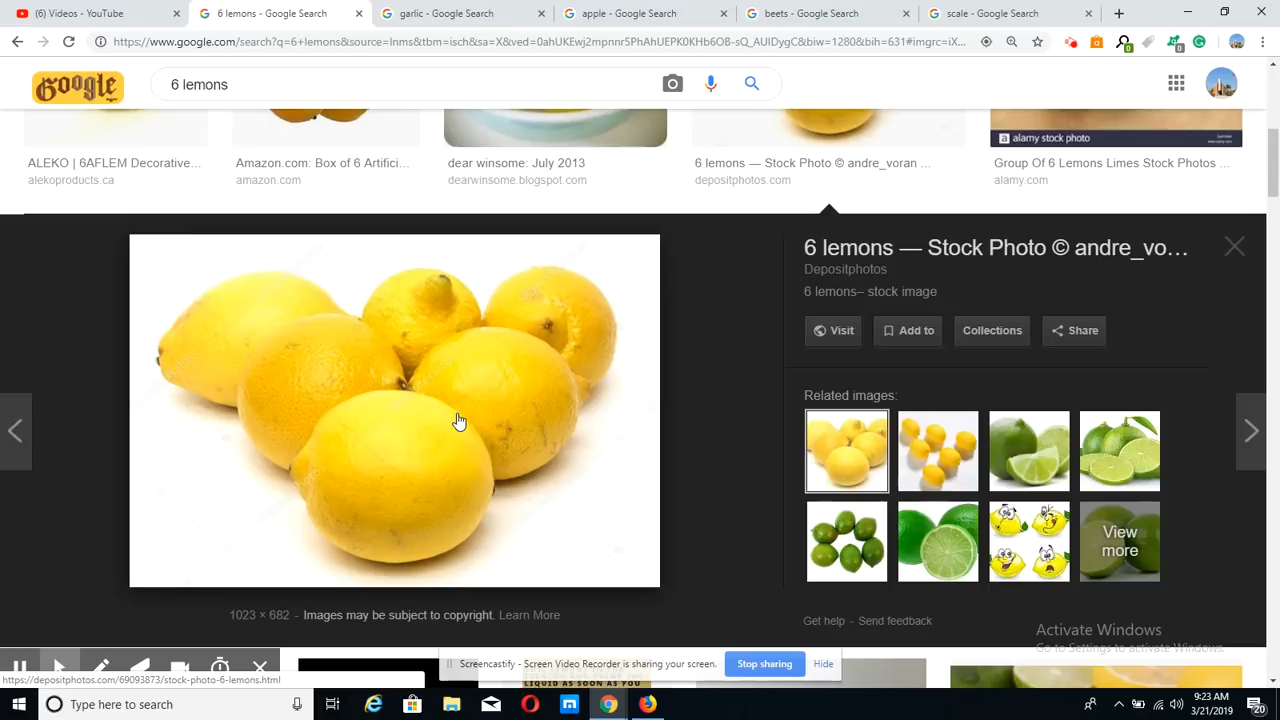 (6) Videos - YouTube
6 lemons - Google Search
garlic - Google Search
apple - Google Search
beets - Google Search
scale - Google Search
https://www.google.com/search?q=6+lemons&source=lnms&tbm=isch&sa=X&ved=0ahUKEwj2mpnnrSPhAhUEPK0KHb6OB-sQ_AUIDygC&biw=1280&bih=631#imgrc=iX...
Google
6 lemons
alamy stock photo
ALEKO | 6AFLEM Decorative...
Amazon.com: Box of 6 Artifici...
dear winsome: July 2013
6 lemons — Stock Photo © andre_voran ...
Group Of 6 Lemons Limes Stock Photos ...
alekoproducts.ca
amazon.com
dearwinsome.blogspot.com
depositphotos.com
alamy.com
6 lemons — Stock Photo © andre_vo...
Depositphotos
6 lemons– stock image
Visit
Add to
Collections
Share
Related images:
View
more
1023 × 682 - Images may be subject to copyright. Learn More
Get help - Send feedback
Activate Windows
Go to Settings to activate Windows.
Screencastify - Screen Video Recorder is sharing your screen.
Stop sharing
Hide
https://depositphotos.com/69093873/stock-photo-6-lemons.html
LIQUID AS SOON AS YOU
Type here to search
9:23 AM
3/21/2019
20